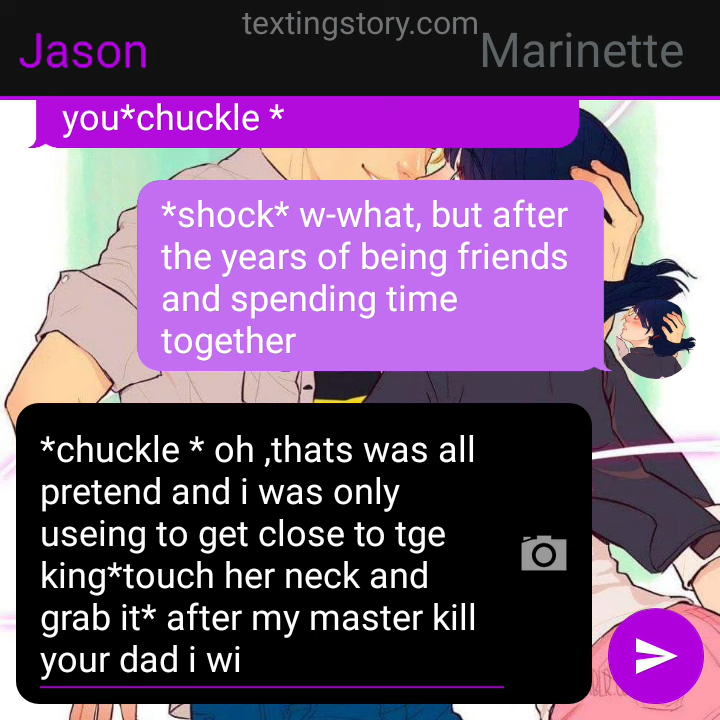 textingstory.com
Jason
Marinette
you*chuckle *
*shock* w-what, but after
the years of being friends
and spending time
together
*chuckle * oh ,thats was all
pretend and i was only
useing to get close to tge
king*touch her neck and
grab it* after my master kill
your dad i wi